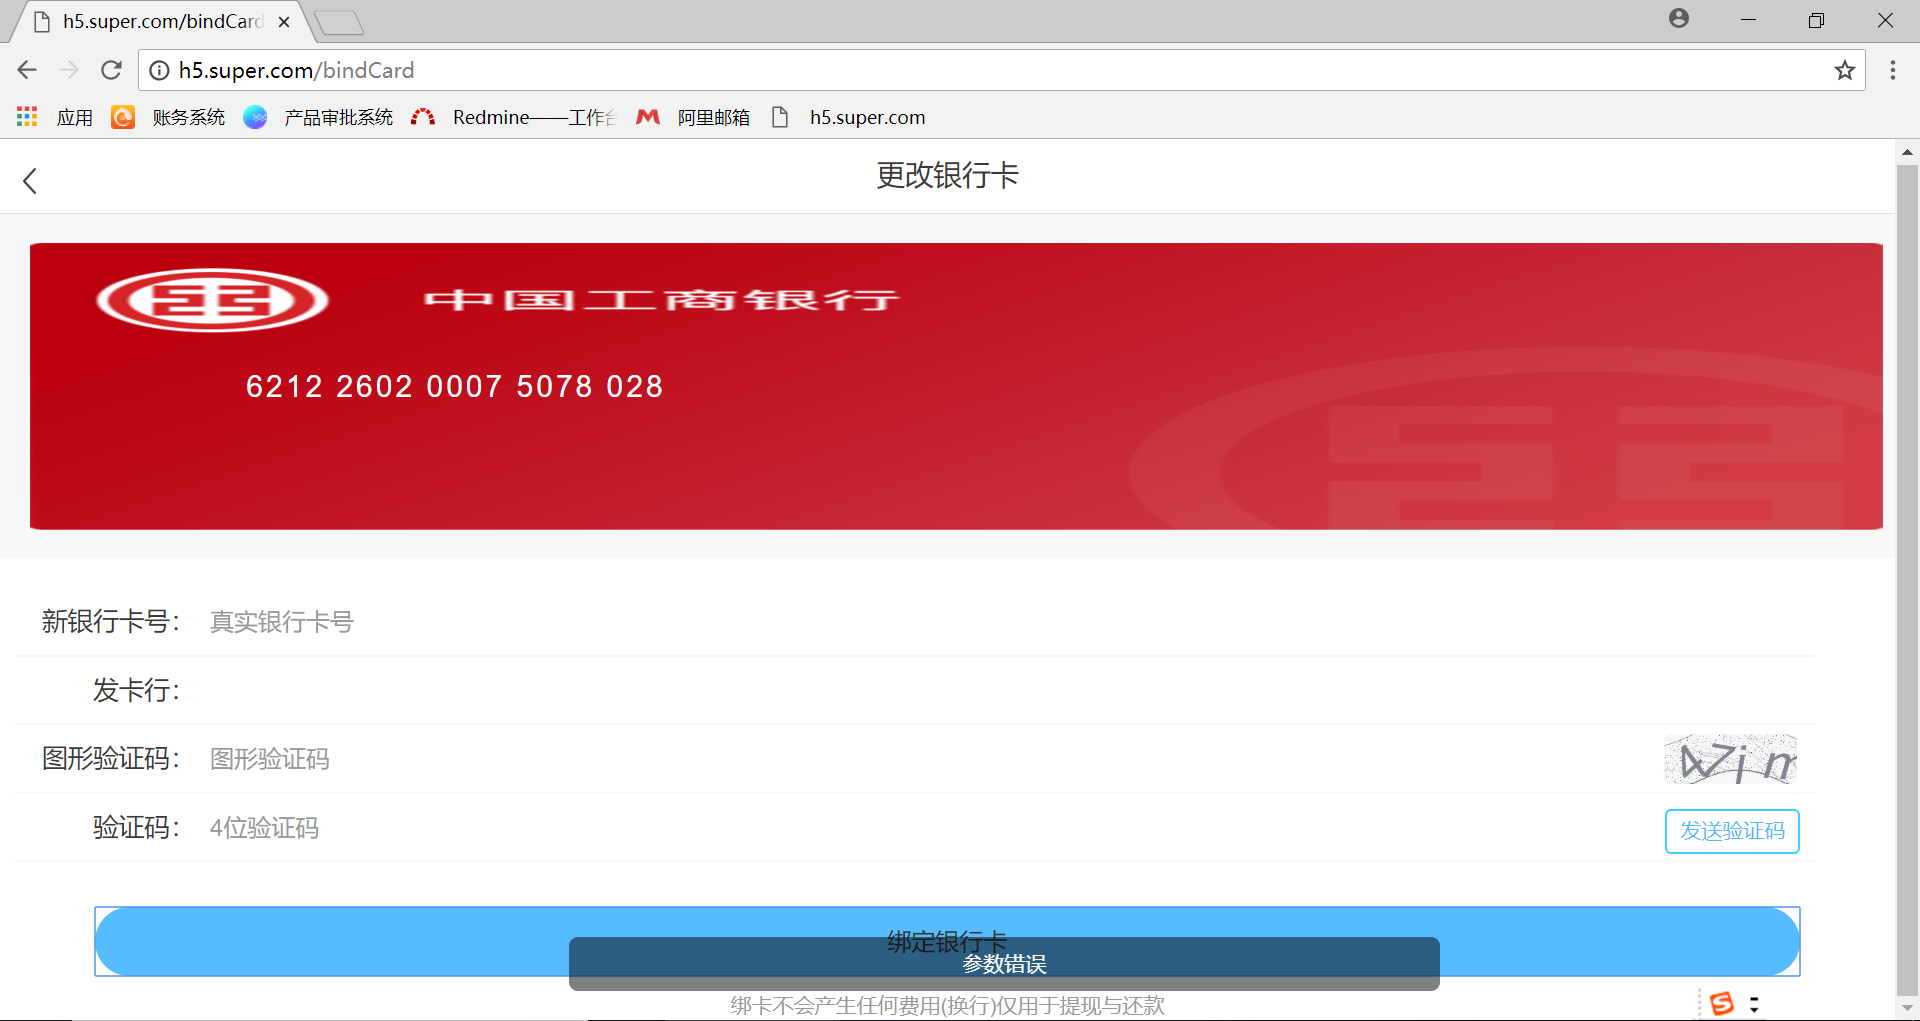 h5.super.com/bindCard
h5.super.com/bindCard
应用 账务系统 产品审批系统 Redmine——工作台 阿里邮箱 h5.super.com
更改银行卡
中国工商银行
6212 2602 0007 5078 028
新银行卡号： 真实银行卡号
发卡行：
图形验证码： 图形验证码 47im
验证码： 4位验证码 发送验证码
绑定银行卡
参数错误
绑卡不会产生任何费用(换行)仅用于提现与还款